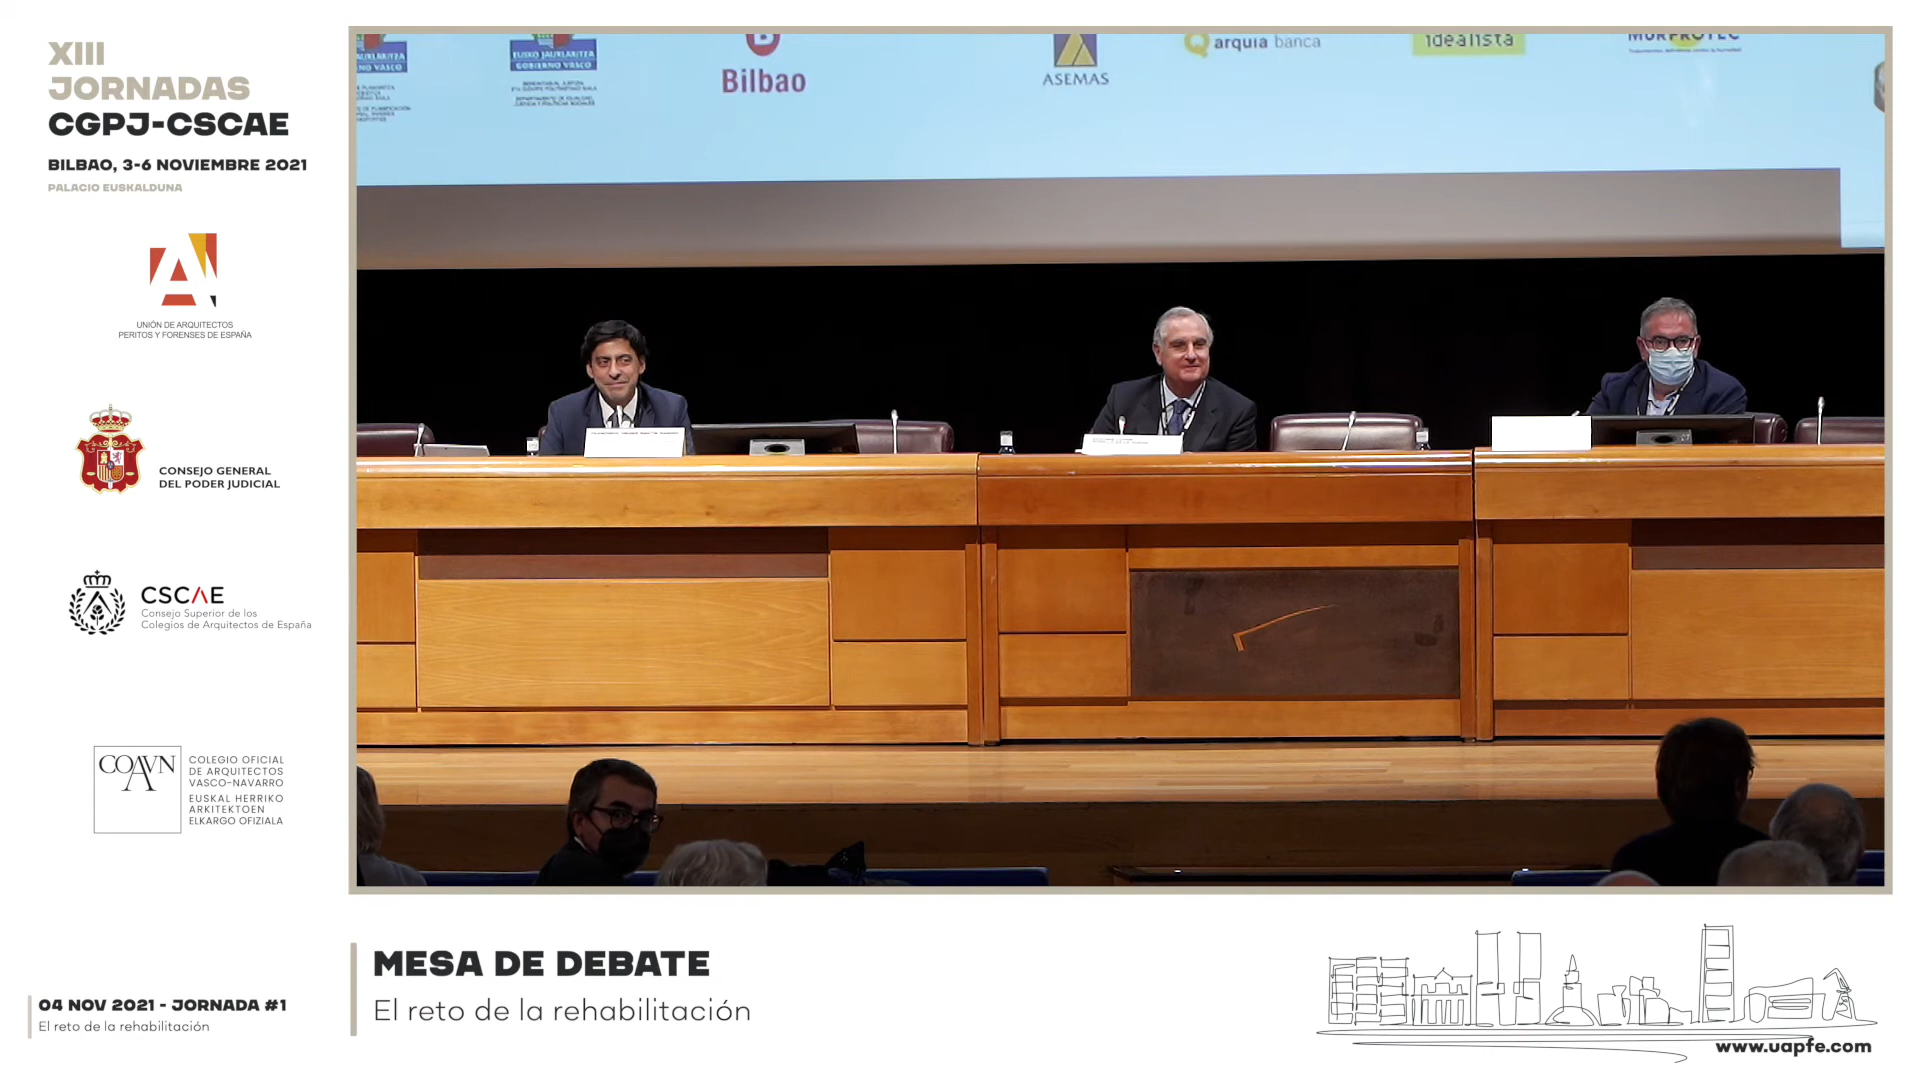 XIII
JORNADAS
CGPJ-CSCAE
BILBAO, 3-6 NOVIEMBRE 2021
PALACIO EUSKALDUNA
UNIÓN DE ARQUITECTOS
PERITOS Y FORENSES DE ESPAÑA
CONSEJO GENERAL
DEL PODER JUDICIAL
CSCAE
Consejo Superior de los
Colegios de Arquitectos de España
COAVN
COLEGIO OFICIAL
DE ARQUITECTOS
VASCO-NAVARRO
EUSKAL HERRIKO
ARKITEKTOEN
ELKARGO OFIZIALA
04 NOV 2021 - JORNADA #1
El reto de la rehabilitación
EUSKO JAURLARITZA
GOBIERNO VASCO
Bilbao
ASEMAS
arquia banca
idealista
MURPROTEC
MESA DE DEBATE
El reto de la rehabilitación
www.uapfe.com